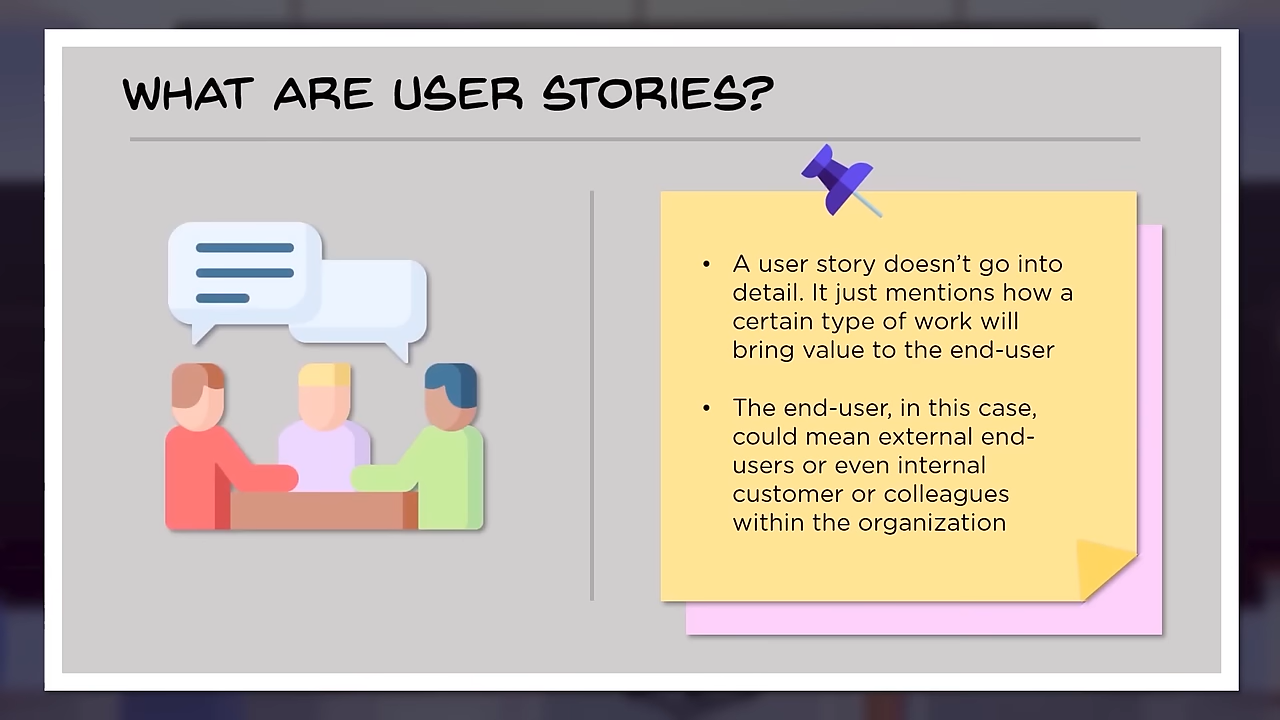 WHAT ARE USER STORIES?
• A user story doesn’t go into
detail. It just mentions how a
certain type of work will
bring value to the end-user
• The end-user, in this case,
could mean external end-
users or even internal
customer or colleagues
within the organization